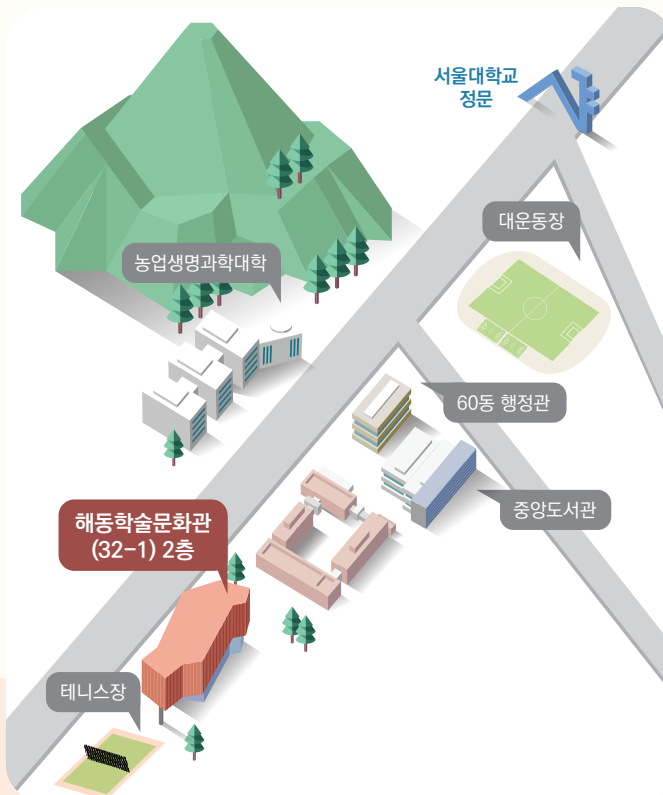 서울대학교
정문
대운동장
농업생명과학대학
60동 행정관
중앙도서관
해동학술문화관
(32-1) 2층
테니스장